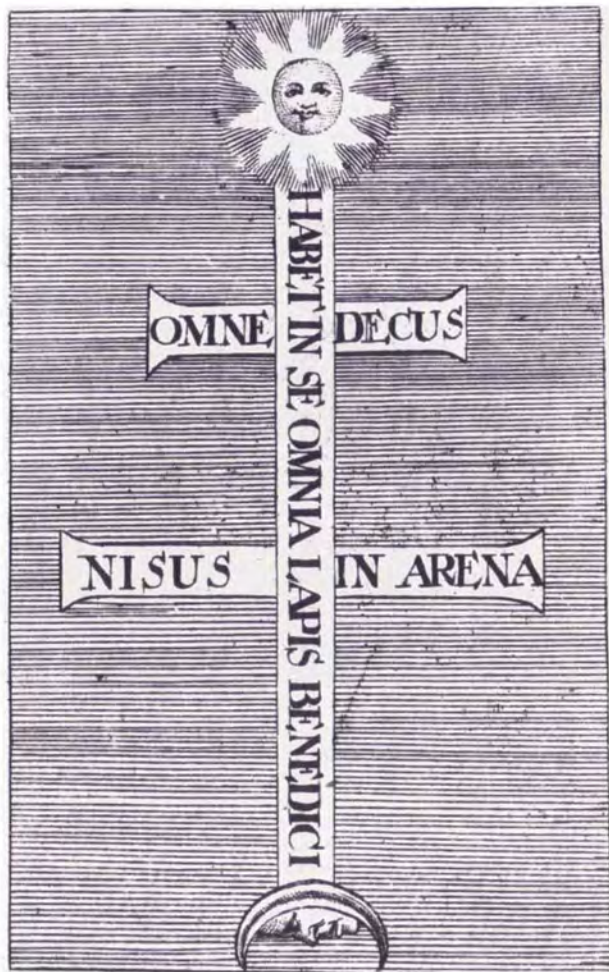 HABET IN SE OMNIA LAPIS BENEDICI
OMNE DECUS
NISUS IN ARENA